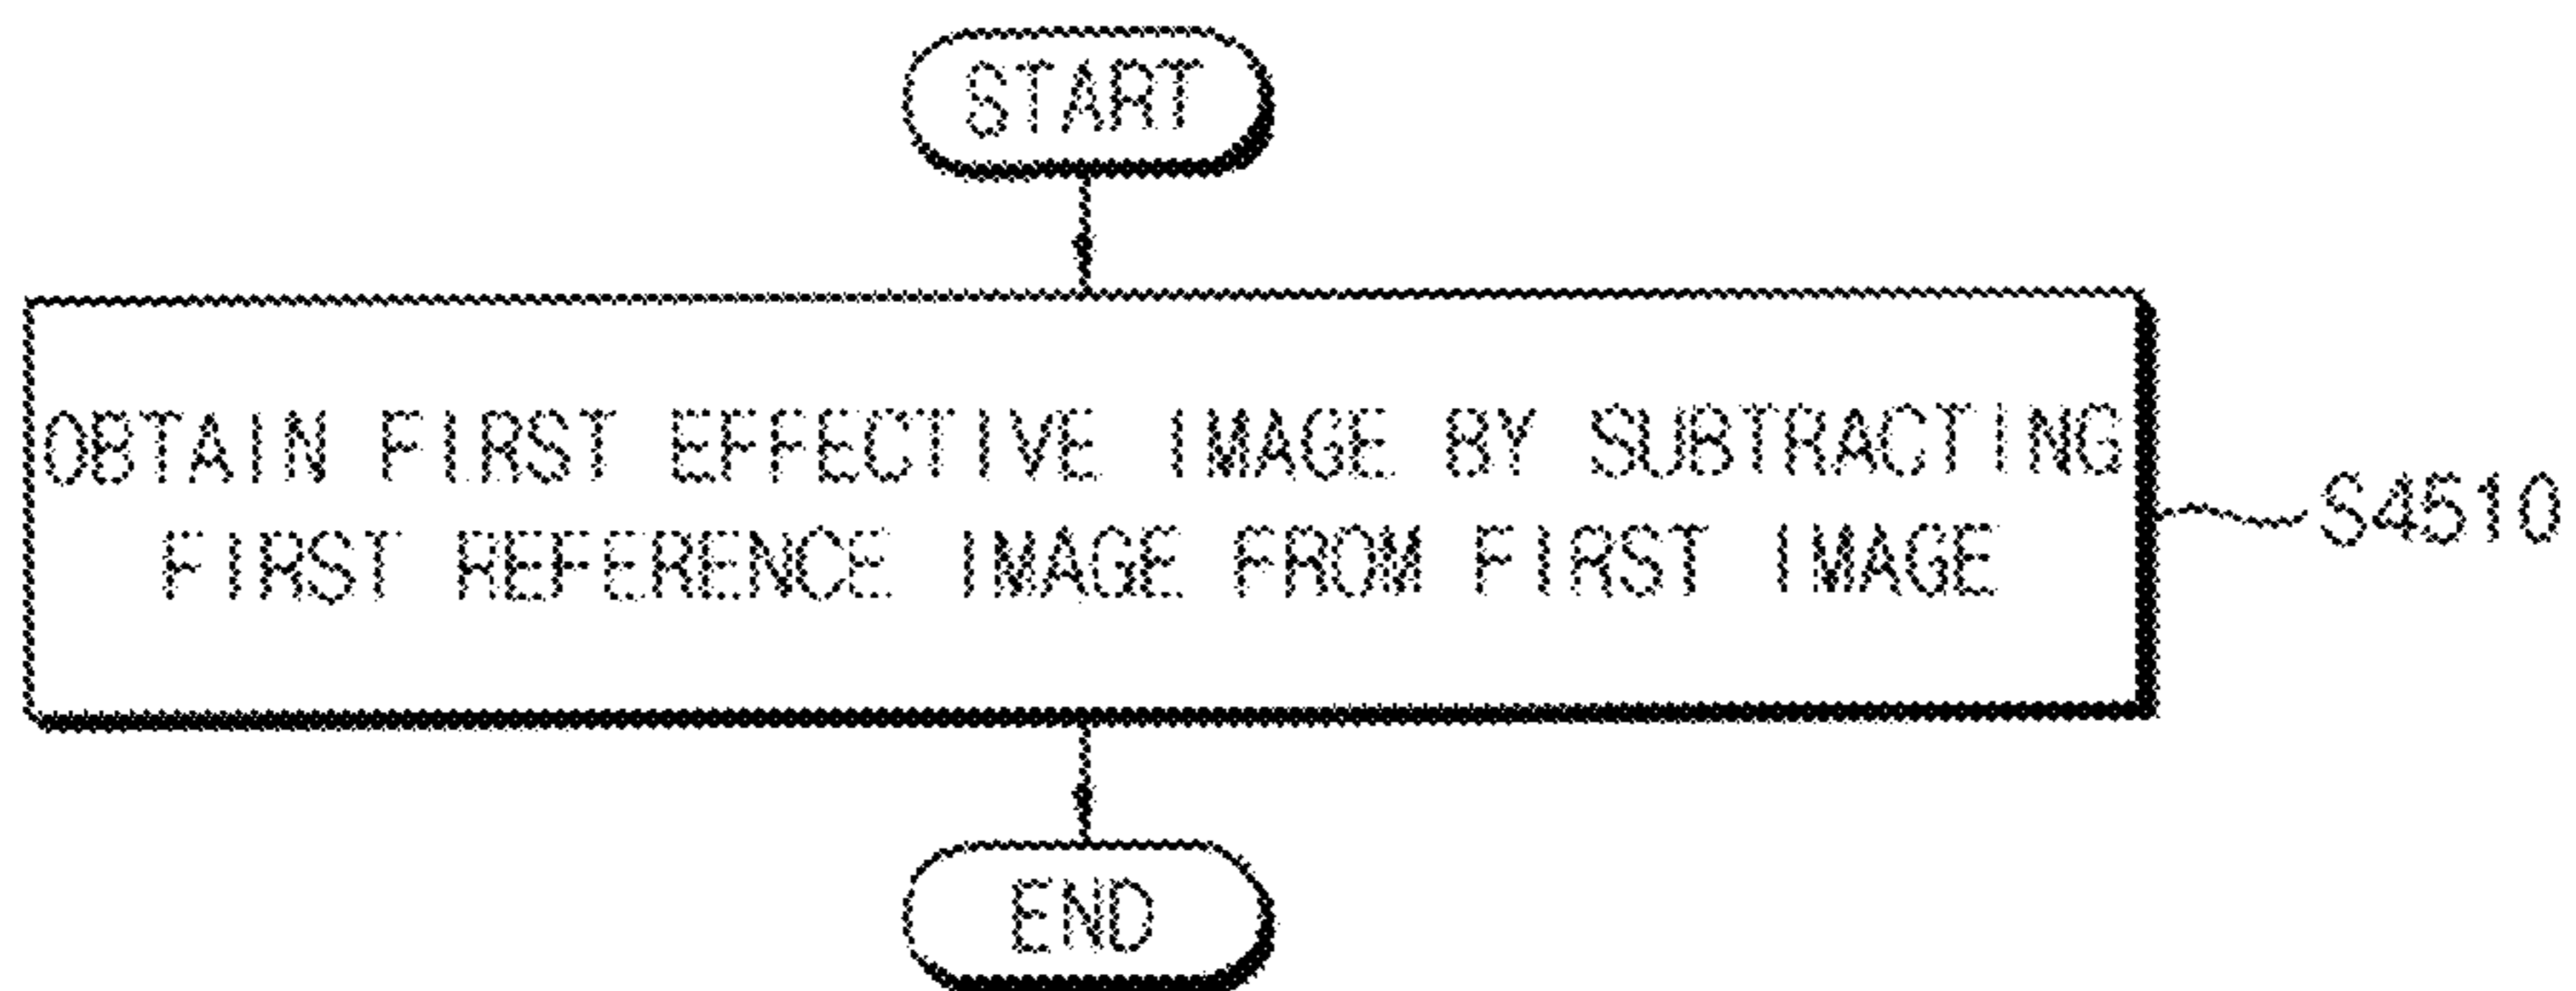 START
OBTAIN FIRST EFFECTIVE IMAGE BY SUBTRACTING
FIRST REFERENCE IMAGE FROM FIRST IMAGE
S4510
END